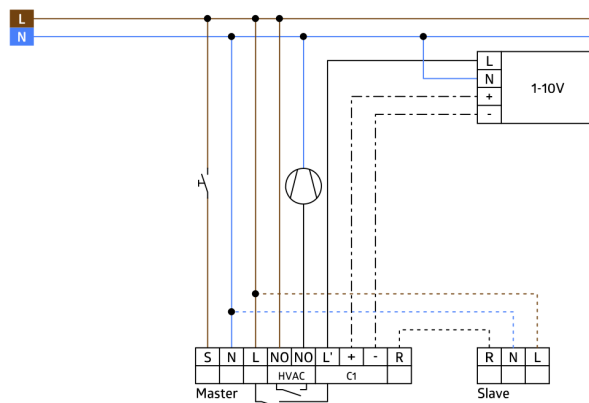 L
N
L
N
1-10V
+
-
S N L NO NO L' + - R
HVAC C1
Master
R N L
Slave